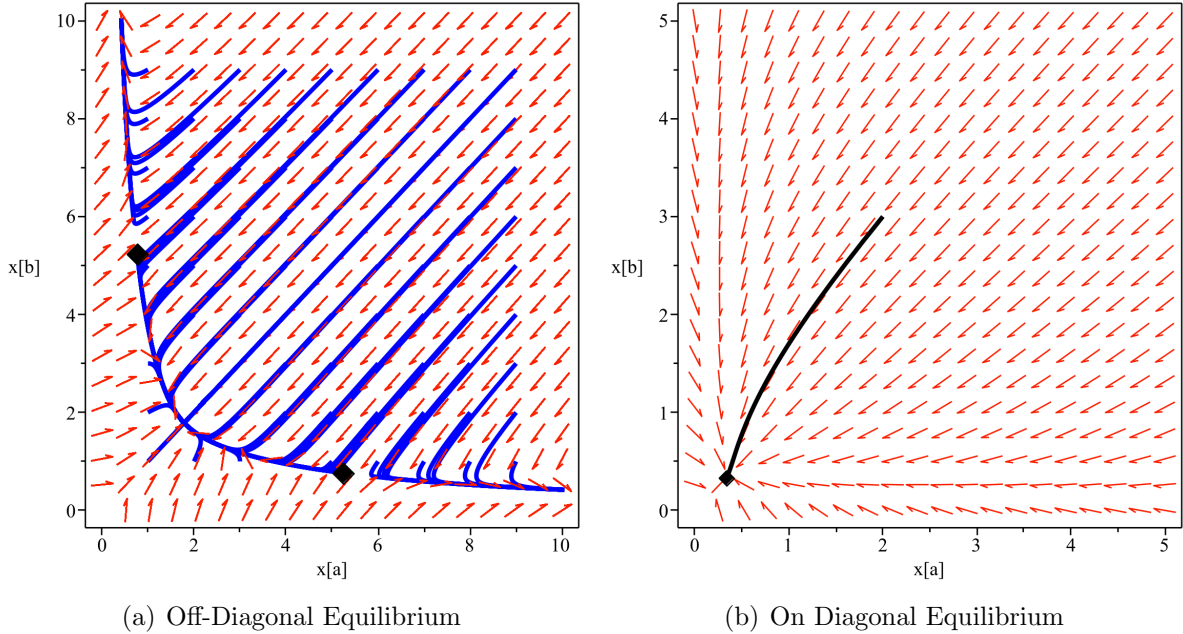 10
8
6
x[b]
4
2
0
0 2 4 6 8 10
x[a]
(a) Off-Diagonal Equilibrium
5
4
3
x[b]
2
1
0
0 1 2 3 4 5
x[a]
(b) On Diagonal Equilibrium